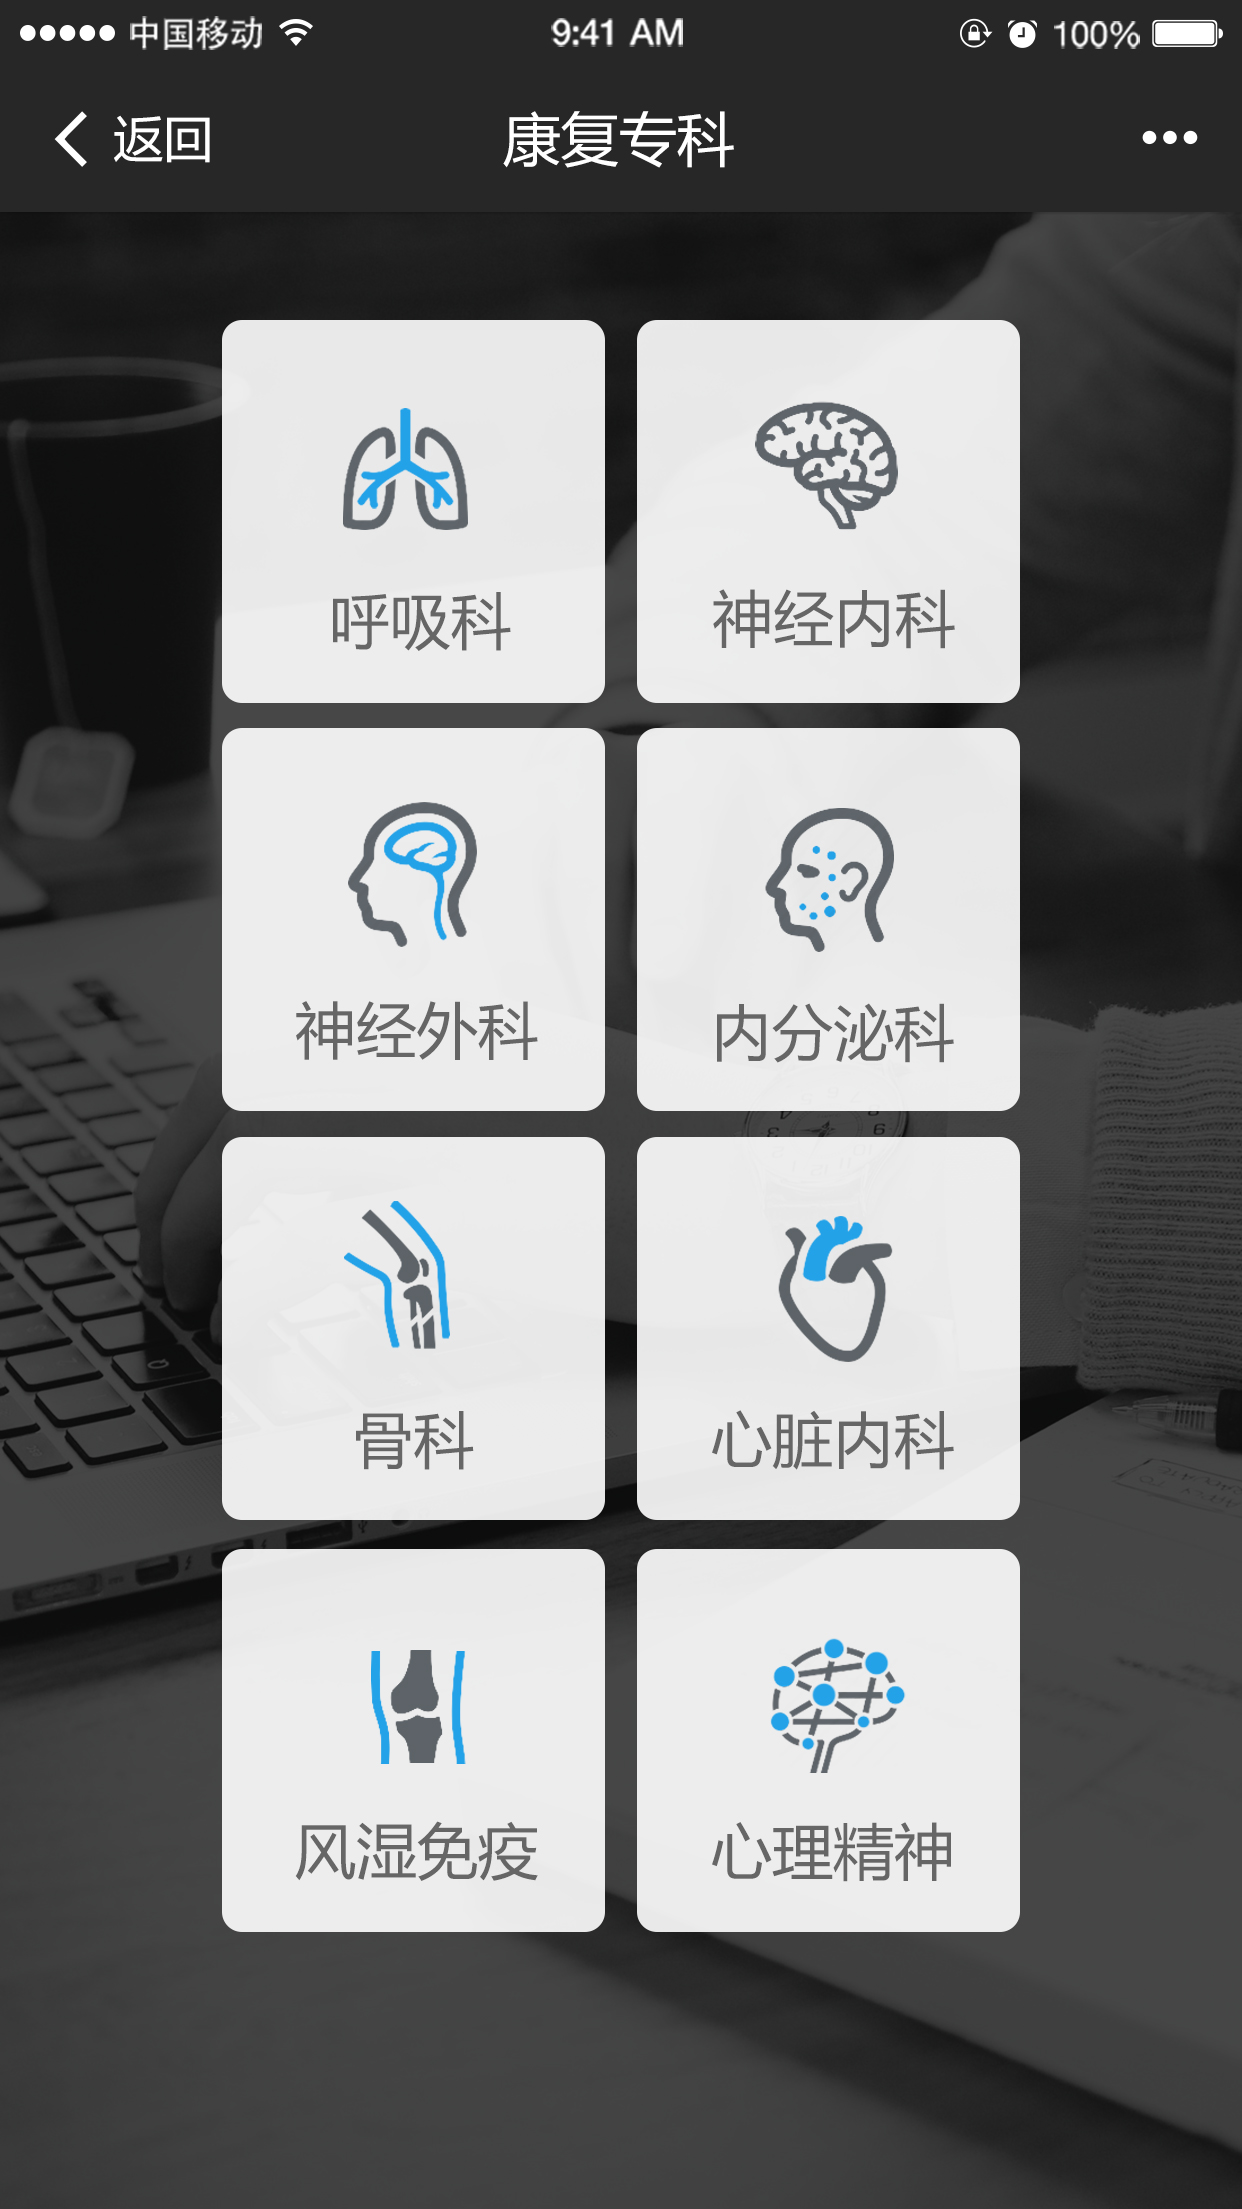 中国移动 9:41 AM 100%
返回 康复专科
呼吸科 神经内科
神经外科 内分泌科
骨科 心脏内科
风湿免疫 心理精神